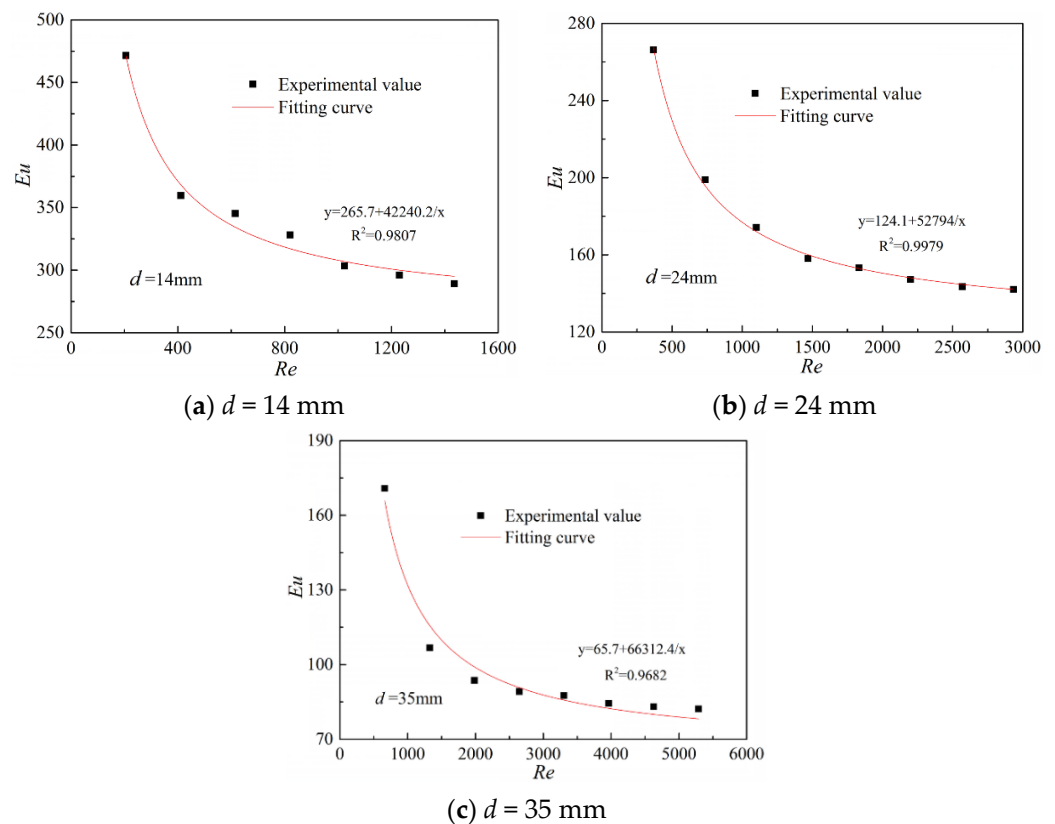 500
450
400
350
300
250
Eu
Experimental value
Fitting curve
y=265.7+42240.2/x
R²=0.9807
d =14mm
0 400 800 1200 1600
Re
(a) d = 14 mm
280
240
200
160
120
Eu
Experimental value
Fitting curve
y=124.1+52794/x
R²=0.9979
d =24mm
0 500 1000 1500 2000 2500 3000
Re
(b) d = 24 mm
190
160
130
100
70
Eu
Experimental value
Fitting curve
y=65.7+66312.4/x
R²=0.9682
d =35mm
0 1000 2000 3000 4000 5000 6000
Re
(c) d = 35 mm